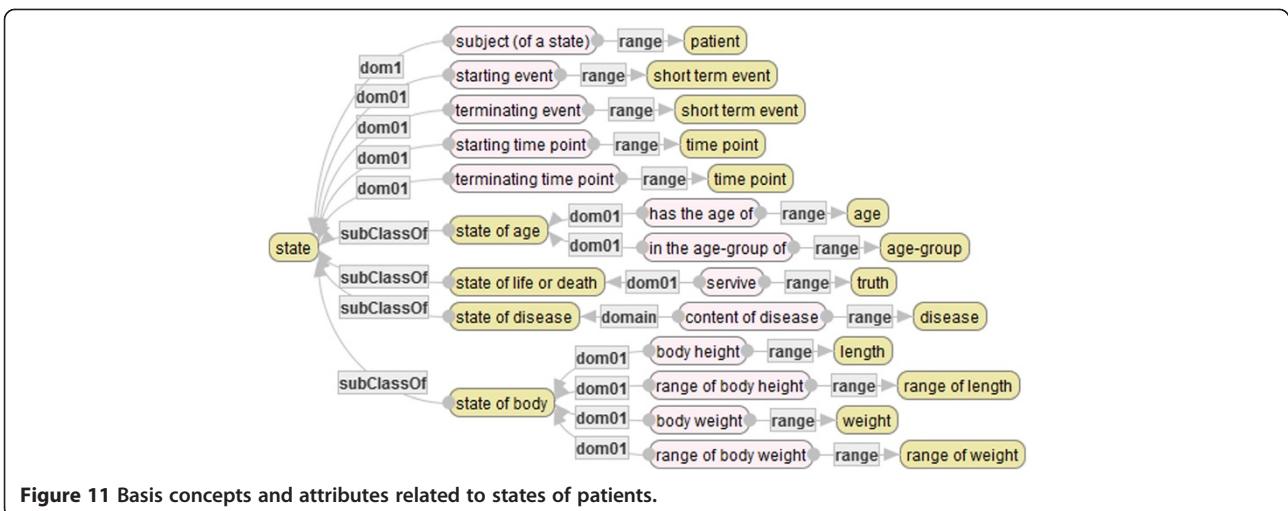 subject (of a state) range patient
dom1
starting event range short term event
dom01
terminating event range short term event
dom01
starting time point range time point
dom01
terminating time point range time point
dom01
has the age of range age
dom01
subClassOf state of age
dom01
in the age-group of range age-group
state
subClassOf state of life or death dom01 servive range truth
subClassOf state of disease domain content of disease range disease
body height range length
dom01
subClassOf
dom01 range of body height range range of length
state of body
dom01 body weight range weight
dom01
range of body weight range range of weight
Figure 11 Basis concepts and attributes related to states of patients.